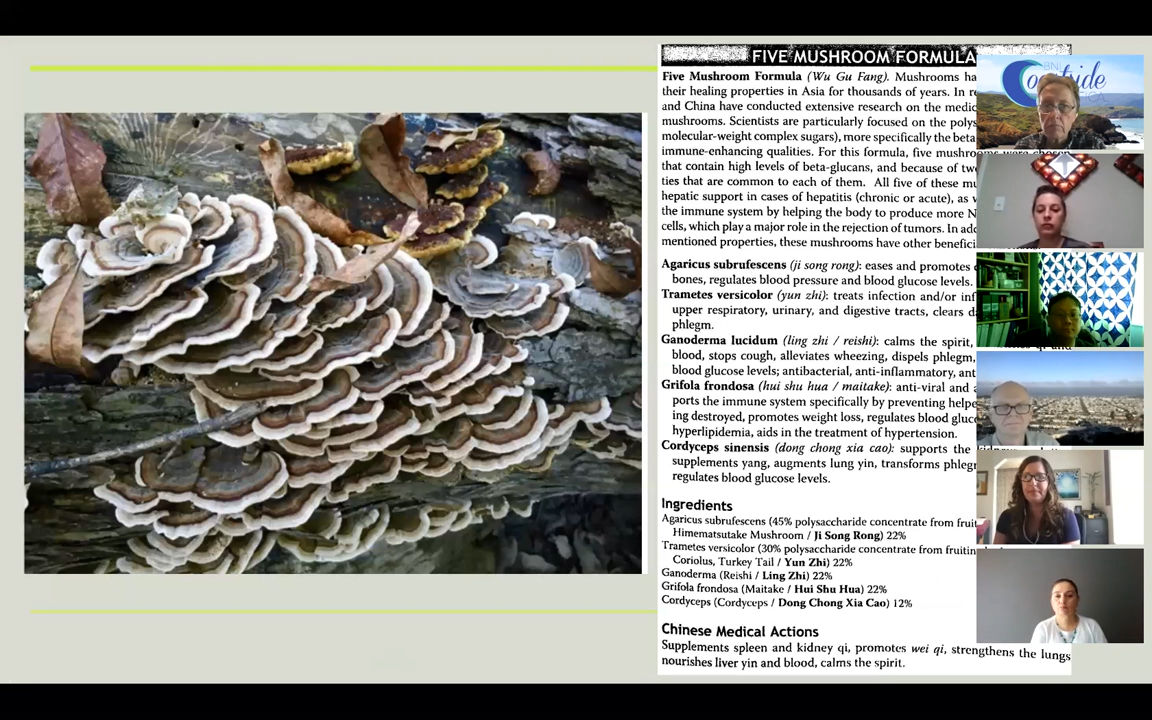 FIVE MUSHROOM FORMULA
Five Mushroom Formula (Wu Gu Fang). Mushrooms ha
their healing properties in Asia for thousands of years. In re
and China have conducted extensive research on the medic
mushrooms. Scientists are particularly focused on the polys
molecular-weight complex sugars), more specifically the beta
immune-enhancing qualities. For this formula, five mushrooms were chosen
that contain high levels of beta-glucans, and because of two
ties that are common to each of them. All five of these mu
hepatic support in cases of hepatitis (chronic or acute), as w
the immune system by helping the body to produce more N
cells, which play a major role in the rejection of tumors. In add
mentioned properties, these mushrooms have other benefici
Agaricus subrufescens (ji song rong): eases and promotes
bones, regulates blood pressure and blood glucose levels.
Trametes versicolor (yun zhi): treats infection and/or inf
upper respiratory, urinary, and digestive tracts, clears da
phlegm.
Ganoderma lucidum (ling zhi / reishi): calms the spirit,
blood, stops cough, alleviates wheezing, dispels phlegm,
blood glucose levels; antibacterial, anti-inflammatory, ant
Grifola frondosa (hui shu hua / maitake): anti-viral and a
ports the immune system specifically by preventing helpe
ing destroyed, promotes weight loss, regulates blood gluco
hyperlipidemia, aids in the treatment of hypertension.
Cordyceps sinensis (dong chong xia cao): supports the
supplements yang, augments lung yin, transforms phlegm
regulates blood glucose levels.
Ingredients
Agaricus subrufescens (45% polysaccharide concentrate from fruit
Himematsutake Mushroom / Ji Song Rong) 22%
Trametes versicolor (30% polysaccharide concentrate from fruitin
Coriolus, Turkey Tail / Yun Zhi) 22%
Ganoderma (Reishi / Ling Zhi) 22%
Grifola frondosa (Maitake / Hui Shu Hua) 22%
Cordyceps (Cordyceps / Dong Chong Xia Cao) 12%
Chinese Medical Actions
Supplements spleen and kidney qi, promotes wei qi, strengthens the lungs
nourishes liver yin and blood, calms the spirit.
BNI